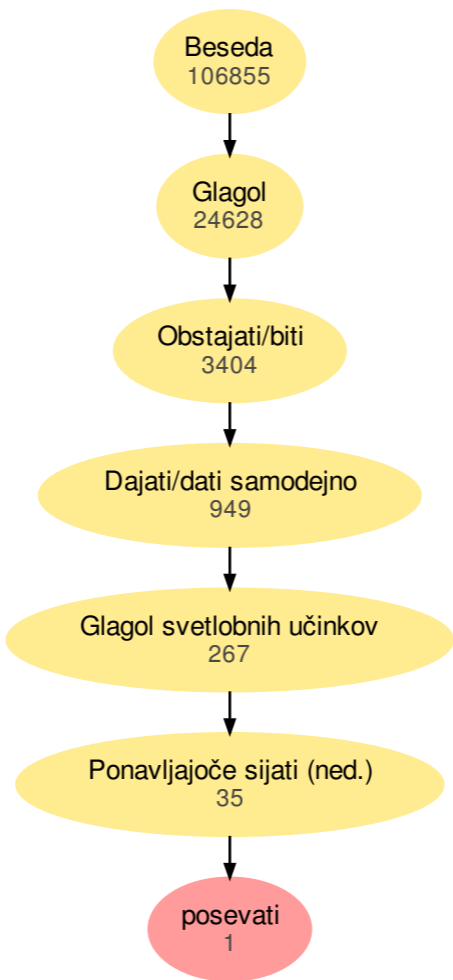 Beseda
106855
Glagol
24628
Obstajati/biti
3404
Dajati/dati samodejno
949
Glagol svetlobnih učinkov
267
Ponavljajoče sijati (ned.)
35
posevati
1